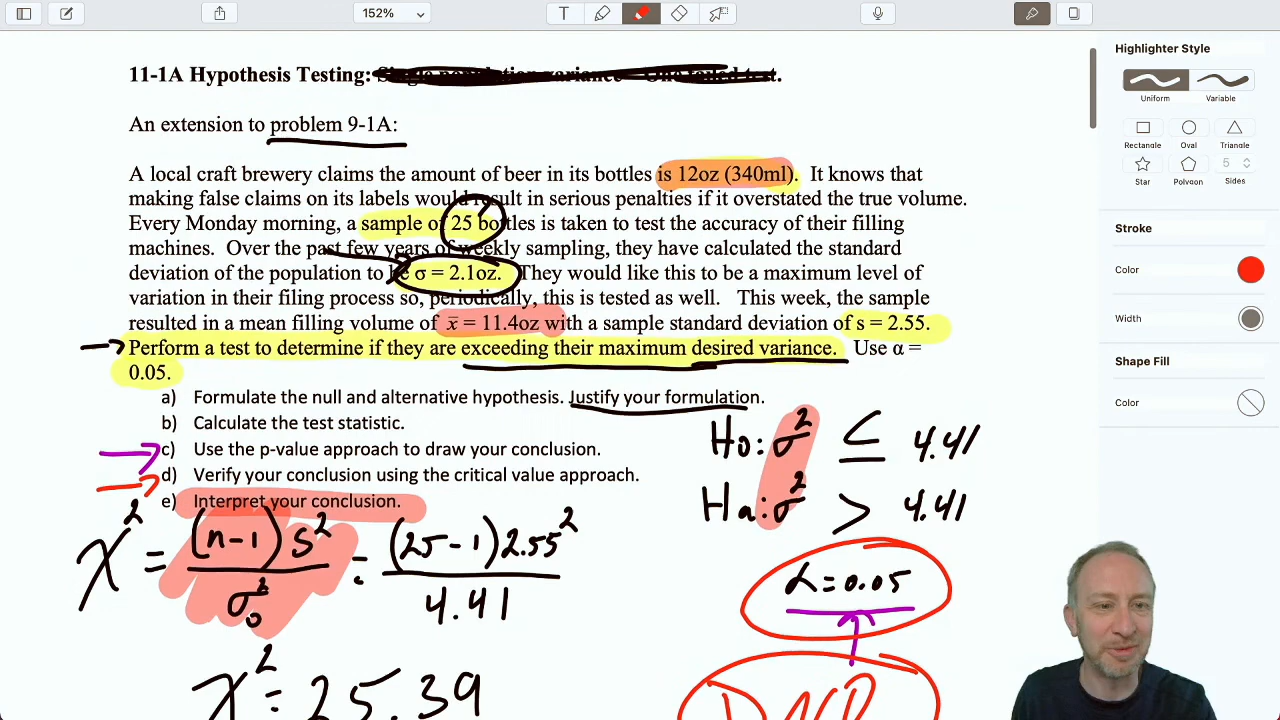 152%
T
Highlighter Style
Uniform
Variable
Rectangle
Oval
Triangle
Star
Polygon
5
Sides
Stroke
Color
Width
Shape Fill
Color
11-1A Hypothesis Testing: Single population variance – One tailed test.
An extension to problem 9-1A:
A local craft brewery claims the amount of beer in its bottles is 12oz (340ml). It knows that
making false claims on its labels would result in serious penalties if it overstated the true volume.
Every Monday morning, a sample of 25 bottles is taken to test the accuracy of their filling
machines. Over the past few years of weekly sampling, they have calculated the standard
deviation of the population to be σ = 2.1oz. They would like this to be a maximum level of
variation in their filing process so, periodically, this is tested as well. This week, the sample
resulted in a mean filling volume of x̅ = 11.4oz with a sample standard deviation of s = 2.55.
Perform a test to determine if they are exceeding their maximum desired variance. Use α =
0.05.
a) Formulate the null and alternative hypothesis. Justify your formulation.
b) Calculate the test statistic.
c) Use the p-value approach to draw your conclusion.
d) Verify your conclusion using the critical value approach.
e) Interpret your conclusion.
Ho: σ² ≤ 4.41
Ha: σ² > 4.41
χ² = (n-1) S² / σ₀² = (25-1) 2.55² / 4.41
α = 0.05
χ² = 25.39